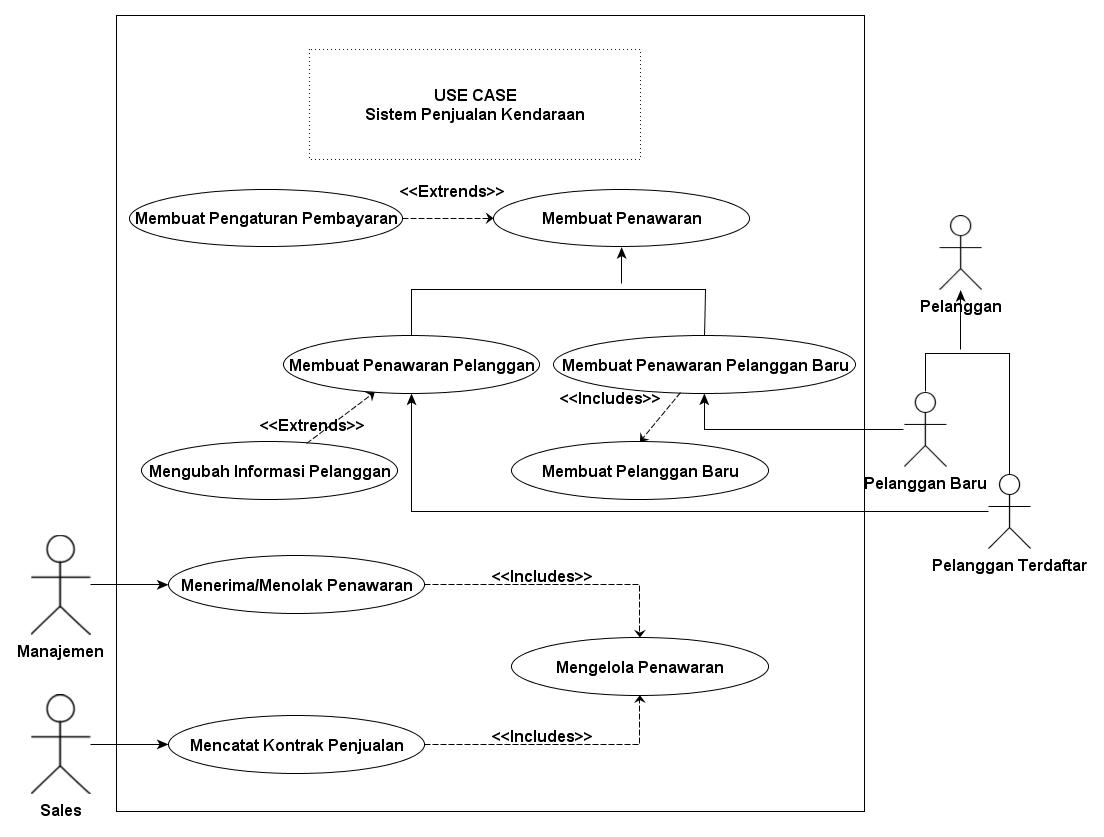 USE CASE
Sistem Penjualan Kendaraan
<<Extrends>>
Membuat Pengaturan Pembayaran
Membuat Penawaran
Pelanggan
Membuat Penawaran Pelanggan
Membuat Penawaran Pelanggan Baru
<<Includes>>
<<Extrends>>
Mengubah Informasi Pelanggan
Membuat Pelanggan Baru
Pelanggan Baru
Pelanggan Terdaftar
<<Includes>>
Menerima/Menolak Penawaran
Manajemen
Mengelola Penawaran
<<Includes>>
Mencatat Kontrak Penjualan
Sales